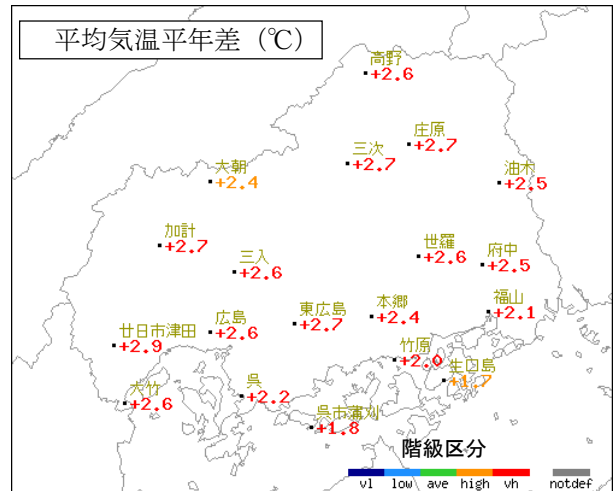 平均気温平年差（℃）
高野
+2.6
庄原
+2.7
三次
+2.7
大朝
+2.4
油木
+2.5
加計
+2.7
三入
+2.6
世羅
+2.6
府中
+2.5
福山
+2.1
東広島
+2.7
本郷
+2.4
広島
+2.6
廿日市津田
+2.9
竹原
+2.0
生口島
+1.7
大竹
+2.6
呉
+2.2
呉市蒲刈
+1.8
階級区分
vl low ave high vh notdef